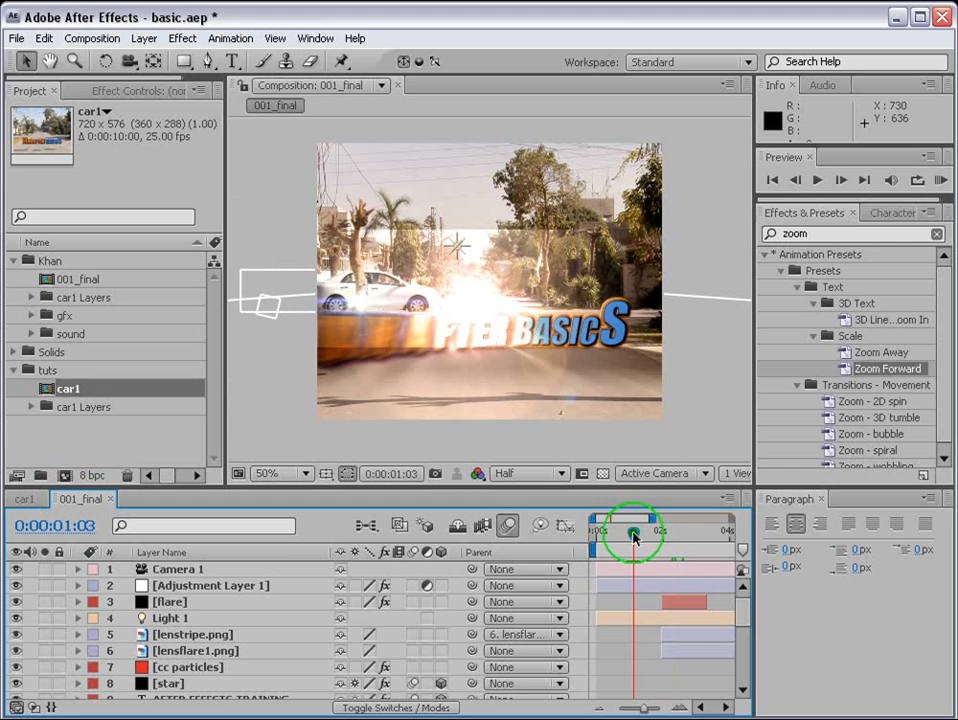 Adobe After Effects - basic.aep *
File Edit Composition Layer Effect Animation View Window Help
Workspace: Standard
Search Help
Project Effect Controls: (nor
car1
720 x 576 (360 x 288) (1.00)
Δ 0:00:10:00, 25.00 fps
Name
Khan
001_final
car1 Layers
gfx
sound
Solids
tuts
car1
car1 Layers
8 bpc
Composition: 001_final
001_final
FTER BASICS
50% 0:00:01:03 Half Active Camera 1 View
Info Audio
R :
G :
B :
X : 730
Y : 636
Preview
Effects & Presets Character
zoom
* Animation Presets
Presets
Text
3D Text
3D Line...oom In
Scale
Zoom Away
Zoom Forward
Transitions - Movement
Zoom - 2D spin
Zoom - 3D tumble
Zoom - bubble
Zoom - spiral
Zoom - wobbling
Paragraph
0 px 0 px 0 px
0 px 0 px
car1 001_final
0:00:01:03
02s 04s
# Layer Name Parent
1 Camera 1 None
2 [Adjustment Layer 1] None
3 [flare] None
4 Light 1 None
5 [lenstripe.png] 6. lensflar...
6 [lensflare1.png] None
7 [cc particles] None
8 [star] None
AFTER EFFECTS TRAINING
Toggle Switches / Modes